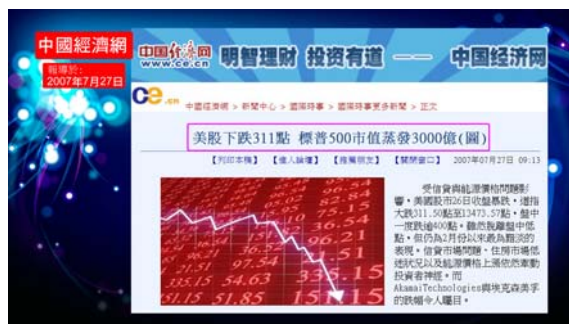 中國經濟網
報導於:
2007年7月27日
中国经济网
www.ce.cn
明智理财 投资有道 —— 中国经济网
ce.cn
中國經濟網 > 新聞中心 > 國際時事 > 國際時事更多新聞 > 正文
美股下跌311點 標普500市值蒸發3000億(圖)
【列印本稿】 【進入論壇】 【推薦朋友】 【關閉窗口】 2007年07月27日 09:13
受信貸與能源價格問題影
響，美國股市26日收盤暴跌，道指
大跌311.50點至13473.57點，盤中
一度跌逾400點。雖然脫離盤中低
點，但仍為2月份以來最為黯淡的
表現。信貸市場問題、住房市場低
迷狀況以及能源價格上漲依然牽動
投資者神經。而
AkamaiTechnologies與埃克森美孚
的跌幅令人矚目。